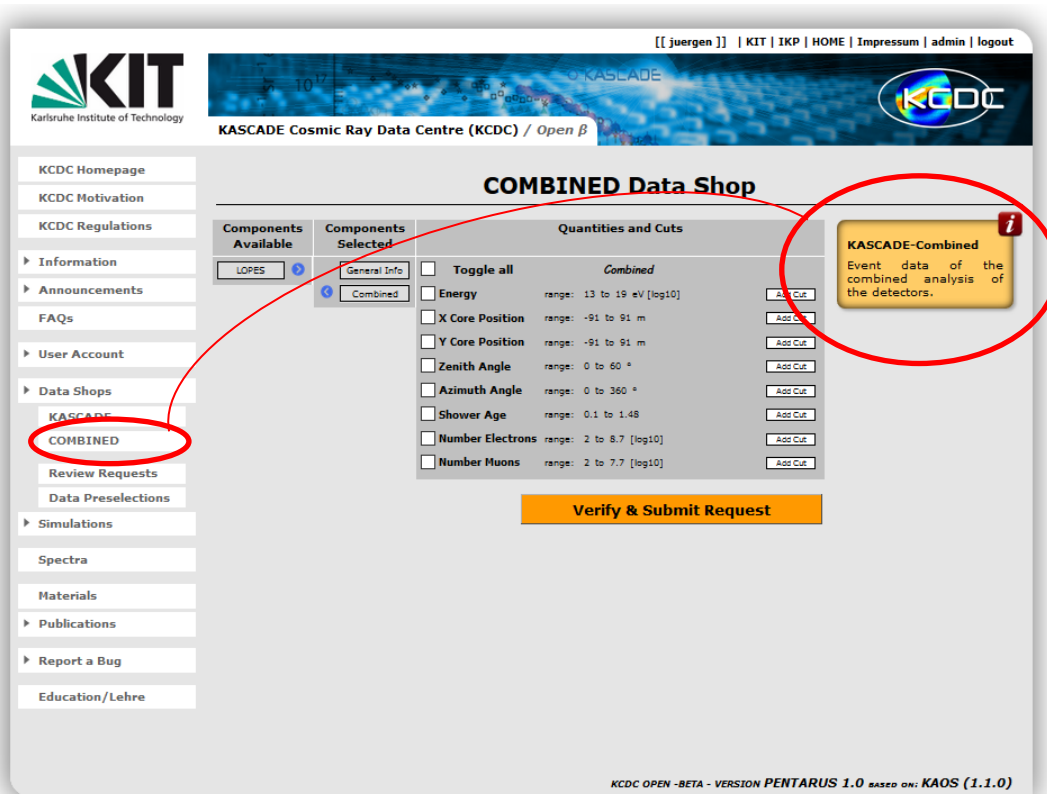 [[ juergen ]] | KIT | IKP | HOME | Impressum | admin | logout
KIT
Karlsruhe Institute of Technology
10 17
KASCADE
KCDC
KASCADE Cosmic Ray Data Centre (KCDC) / Open β
KCDC Homepage
KCDC Motivation
KCDC Regulations
Information
Announcements
FAQs
User Account
Data Shops
KASCADE
COMBINED
Review Requests
Data Preselections
Simulations
Spectra
Materials
Publications
Report a Bug
Education/Lehre
COMBINED Data Shop
Components Available
Components Selected
Quantities and Cuts
LOPES
General Info
Combined
Toggle all Combined
Energy range: 13 to 19 eV [log10] Add Cut
X Core Position range: -91 to 91 m Add Cut
Y Core Position range: -91 to 91 m Add Cut
Zenith Angle range: 0 to 60 ° Add Cut
Azimuth Angle range: 0 to 360 ° Add Cut
Shower Age range: 0.1 to 1.48 Add Cut
Number Electrons range: 2 to 8.7 [log10] Add Cut
Number Muons range: 2 to 7.7 [log10] Add Cut
Verify & Submit Request
i
KASCADE-Combined
Event data of the
combined analysis of
the detectors.
KCDC OPEN -BETA - VERSION PENTARUS 1.0 BASED ON: KAOS (1.1.0)